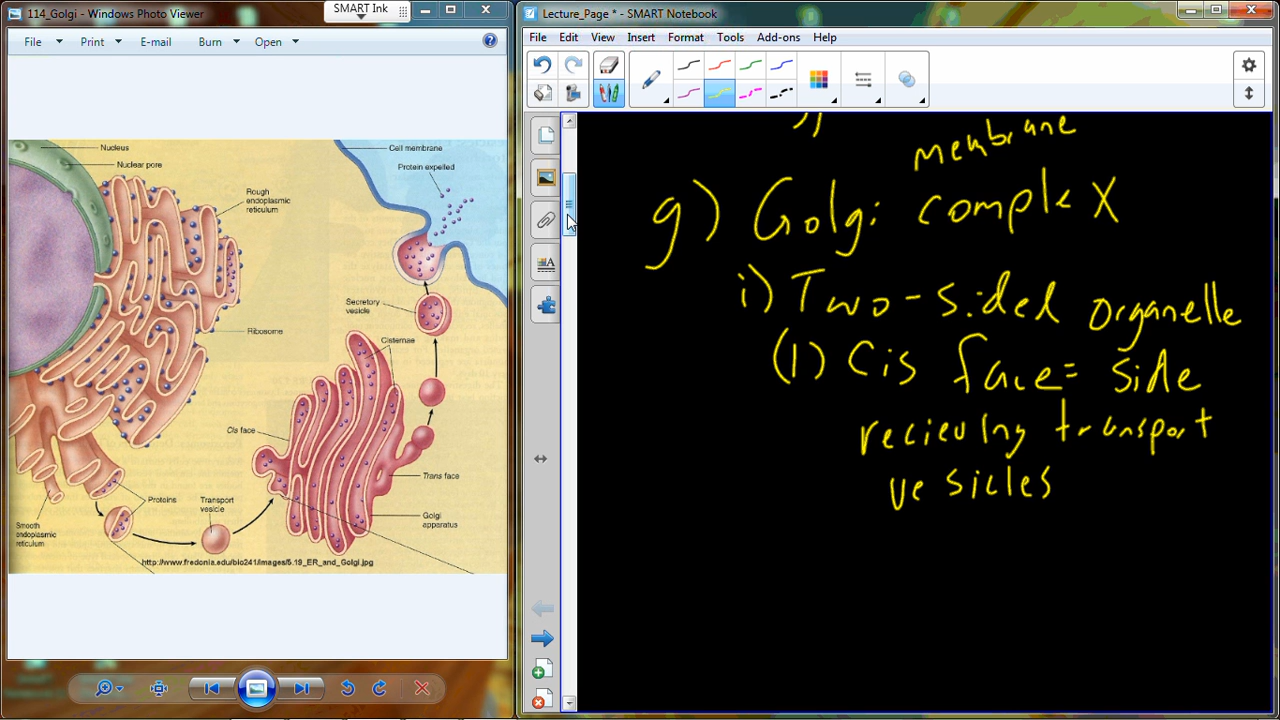 114_Golgi - Windows Photo Viewer
SMART Ink
File Print E-mail Burn Open
Nucleus
Nuclear pore
Rough
endoplasmic
reticulum
Ribosome
Cell membrane
Protein expelled
Secretory
vesicle
Cisternae
Cis face
Trans face
Golgi
apparatus
Proteins
Transport
vesicle
Smooth
endoplasmic
reticulum
http://www.fredonia.edu/bio241/images/5.19_ER_and_Golgi.jpg
Lecture_Page * - SMART Notebook
File Edit View Insert Format Tools Add-ons Help
membrane
g) Golgi complex
i) Two-sided organelle
(1) Cis face = side
recieving transport
vesicles